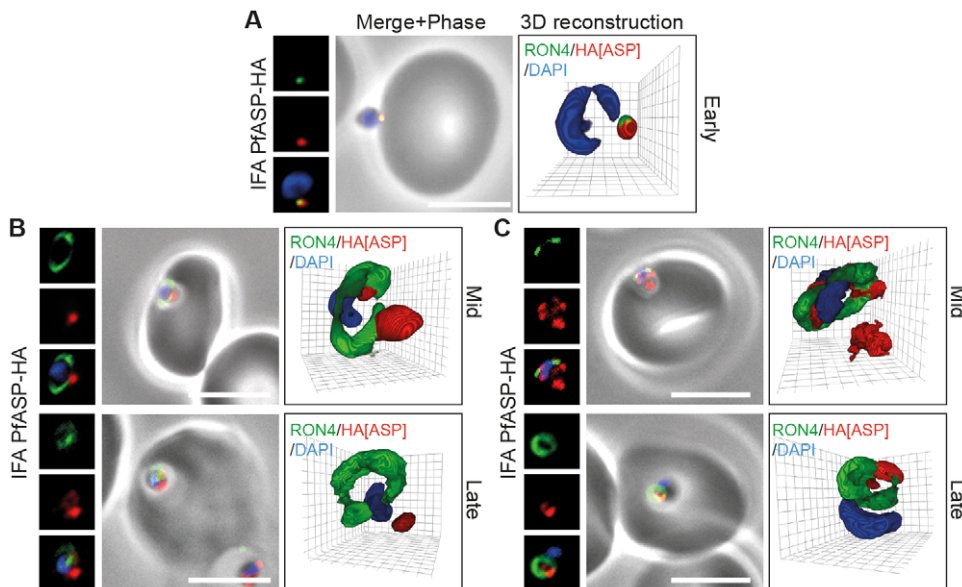 A
Merge+Phase
3D reconstruction
IFA PfASP-HA
RON4/HA[ASP]
/DAPI
Early
B
IFA PfASP-HA
RON4/HA[ASP]
/DAPI
Mid
RON4/HA[ASP]
/DAPI
Late
C
IFA PfASP-HA
RON4/HA[ASP]
/DAPI
Mid
RON4/HA[ASP]
/DAPI
Late